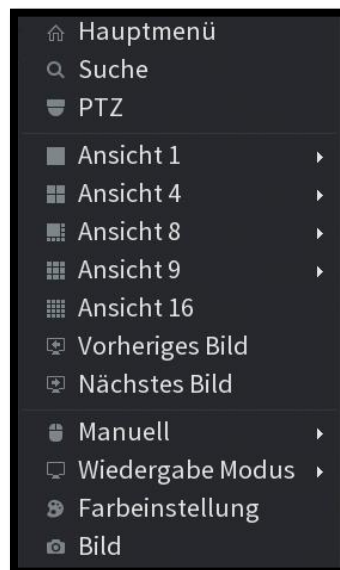 Hauptmenü
Suche
PTZ
Ansicht 1
Ansicht 4
Ansicht 8
Ansicht 9
Ansicht 16
Vorheriges Bild
Nächstes Bild
Manuell
Wiedergabe Modus
Farbeinstellung
Bild